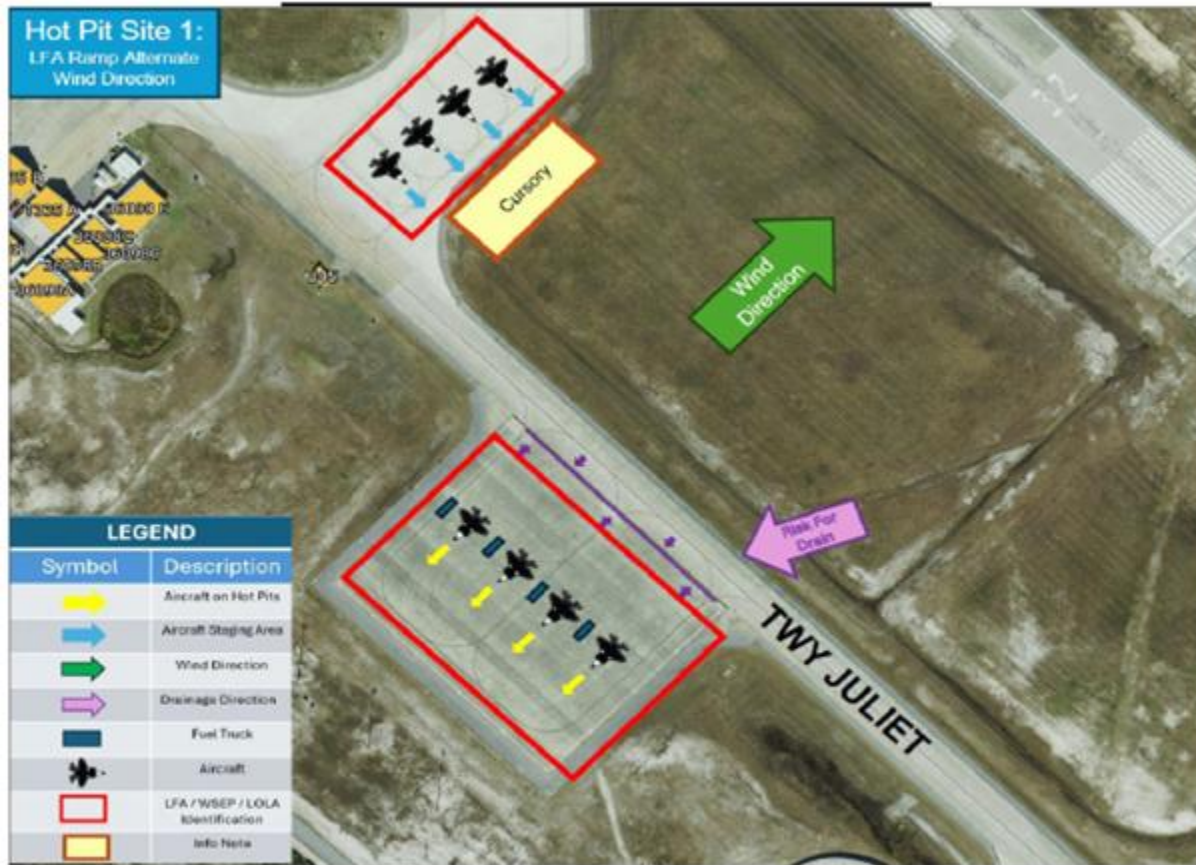 Hot Pit Site 1:
LFA Ramp Alternate
Wind Direction
Cursory
Wind
Direction
Risk For
Drain
TWY JULIET
12
LEGEND
Symbol
Description
Aircraft on Hot Pits
Aircraft Staging Area
Wind Direction
Drainage Direction
Fuel Truck
Aircraft
LFA / WSEP / LOLA
Identification
Info Note